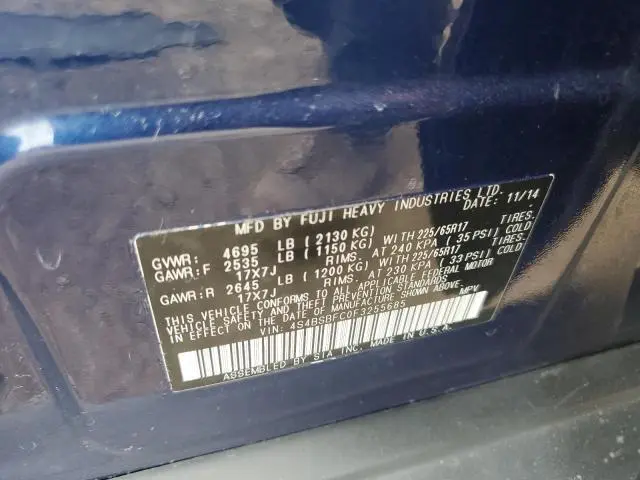 MFD BY FUJI HEAVY INDUSTRIES LTD.
DATE: 11/14
GVWR: 4695 LB ( 2130 KG)
GAWR:F 2535 LB ( 1150 KG) WITH 225/65R17 TIRES.
17X7J RIMS. AT 240 KPA ( 35 PSI) COLD
GAWR:R 2645 LB ( 1200 KG) WITH 225/65R17 TIRES.
17X7J RIMS. AT 230 KPA ( 33 PSI) COLD
THIS VEHICLE CONFORMS TO ALL APPLICABLE FEDERAL MOTOR
VEHICLE SAFETY AND THEFT PREVENTION STANDARDS IN EFFECT
ON THE DATE OF MANUFACTURE SHOWN ABOVE.
VIN: 4S4BSBFC0F3255685 MPV
ASSEMBLED BY SIA INC. MADE IN U.S.A.